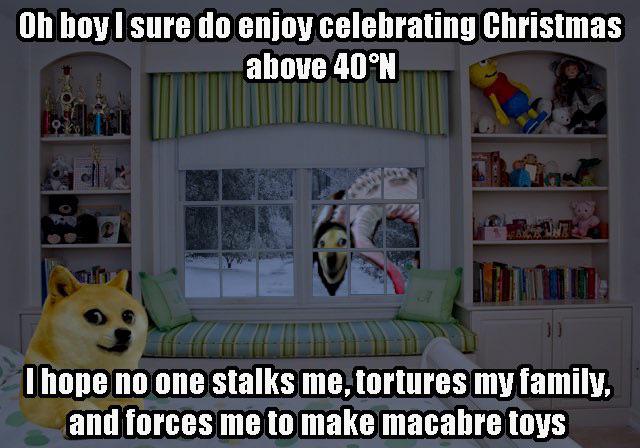 Oh boy I sure do enjoy celebrating Christmas
above 40°N
I hope no one stalks me, tortures my family,
and forces me to make macabre toys